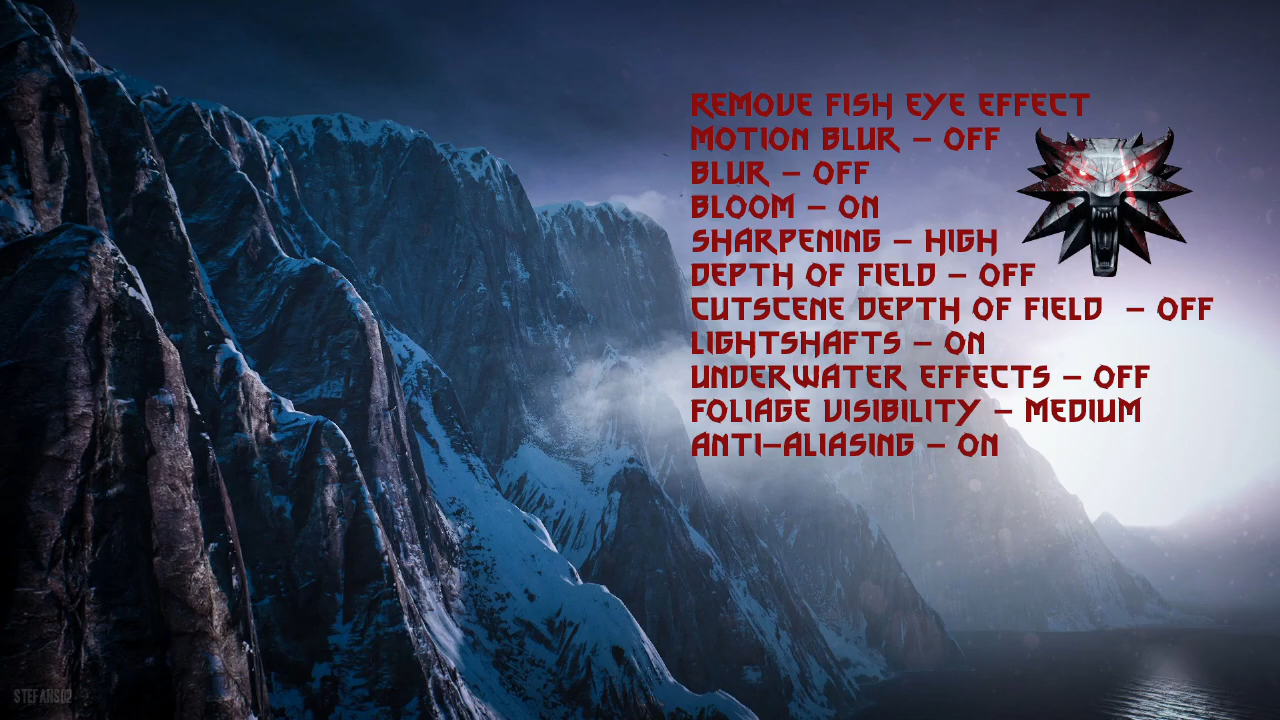 REMOVE FISH EYE EFFECT
MOTION BLUR – OFF
BLUR – OFF
BLOOM – ON
SHARPENING – HIGH
DEPTH OF FIELD – OFF
CUTSCENE DEPTH OF FIELD – OFF
LIGHTSHAFTS – ON
UNDERWATER EFFECTS – OFF
FOLIAGE VISIBILITY – MEDIUM
ANTI–ALIASING – ON
STEFANS02